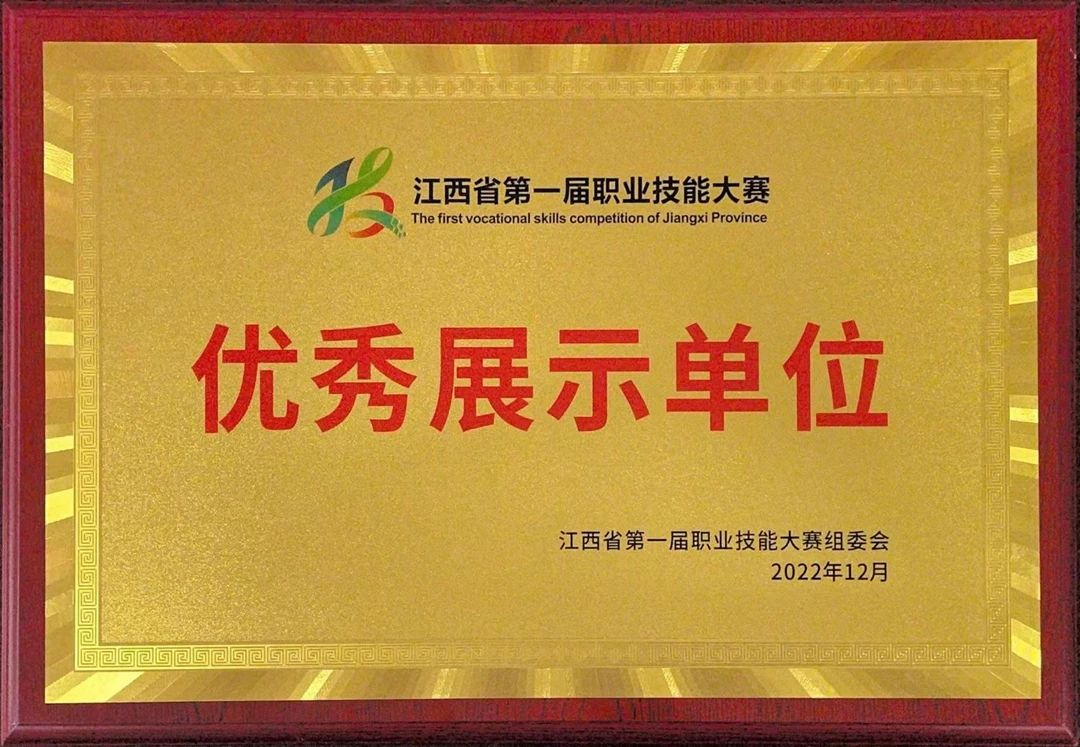 江西省第一届职业技能大赛
The first vocational skills competition of Jiangxi Province
优秀展示单位
江西省第一届职业技能大赛组委会
2022年12月